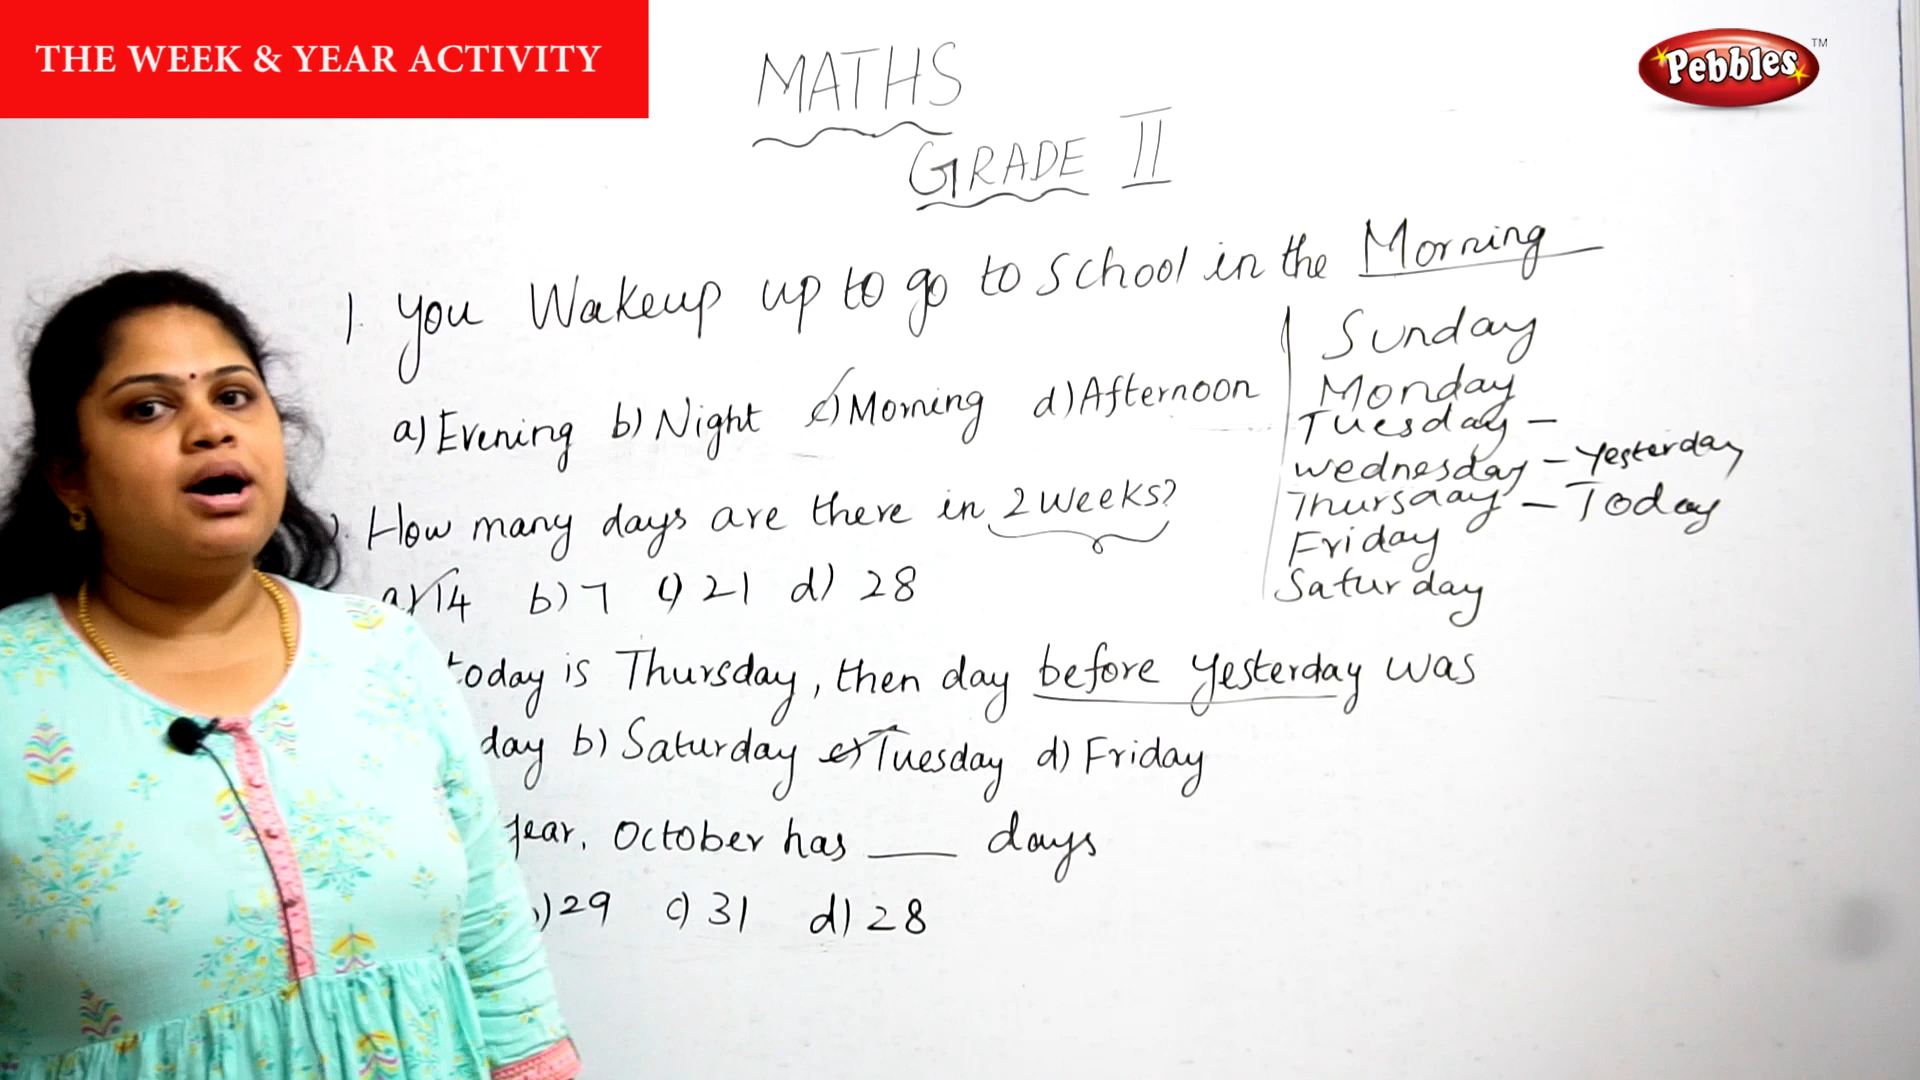 THE WEEK & YEAR ACTIVITY
Pebbles TM
MATHS
GRADE II
1. You Wakeup up to go to School in the Morning
a) Evening b) Night c) Morning d) Afternoon
How many days are there in 2 weeks?
a) 14 b) 7 c) 21 d) 28
today is Thursday, then day before yesterday was
day b) Saturday c) Tuesday d) Friday
year, October has ___ days
) 29 c) 31 d) 28
Sunday
Monday
Tuesday –
Wednesday – Yesterday
Thursday – Today
Friday
Saturday